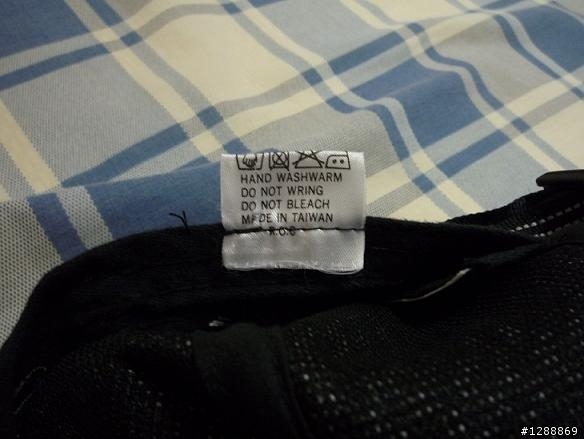 HAND WASHWARM
DO NOT WRING
DO NOT BLEACH
MADE IN TAIWAN
R.O.C
#1288869